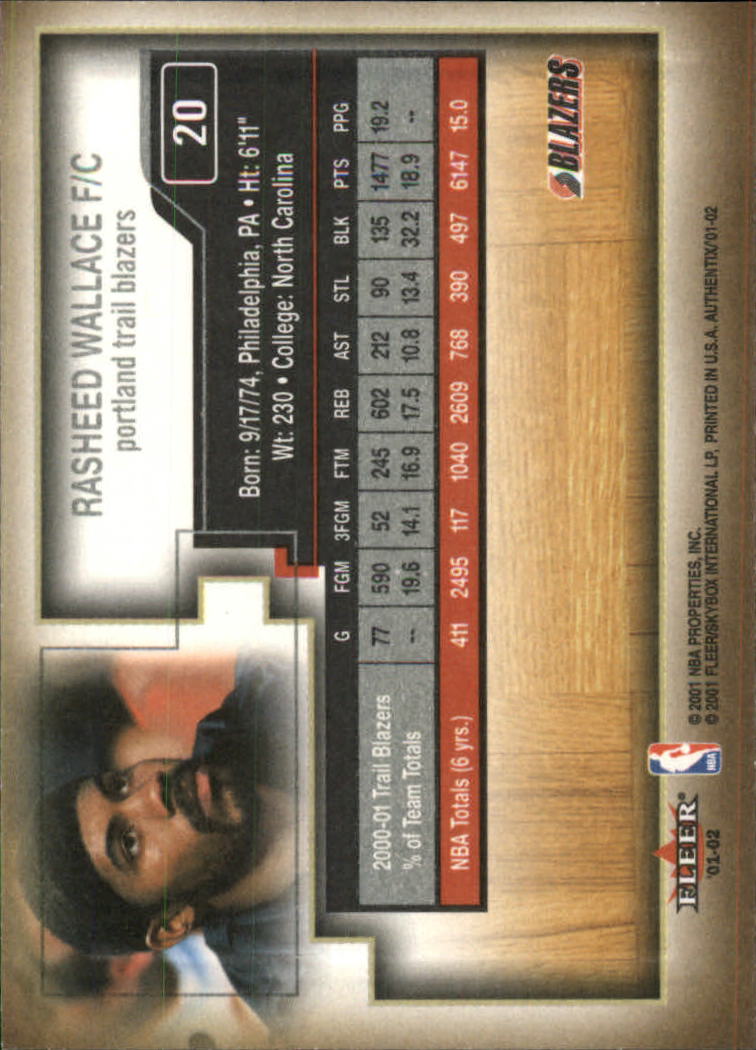 RASHEED WALLACE F/C
portland trail blazers
20
Born: 9/17/74, Philadelphia, PA • Ht: 6'11"
Wt: 230 • College: North Carolina
G FGM 3FGM FTM REB AST STL BLK PTS PPG
2000-01 Trail Blazers 77 590 52 245 602 212 90 135 1477 19.2
% of Team Totals -- 19.6 14.1 16.9 17.5 10.8 13.4 32.2 18.9 --
NBA Totals (6 yrs.) 411 2495 117 1040 2609 768 390 497 6147 15.0
BLAZERS
FLEER®
'01-02
NBA
© 2001 NBA PROPERTIES, INC.
© 2001 FLEER/SKYBOX INTERNATIONAL LP, PRINTED IN U.S.A. AUTHENTIX/'01-02